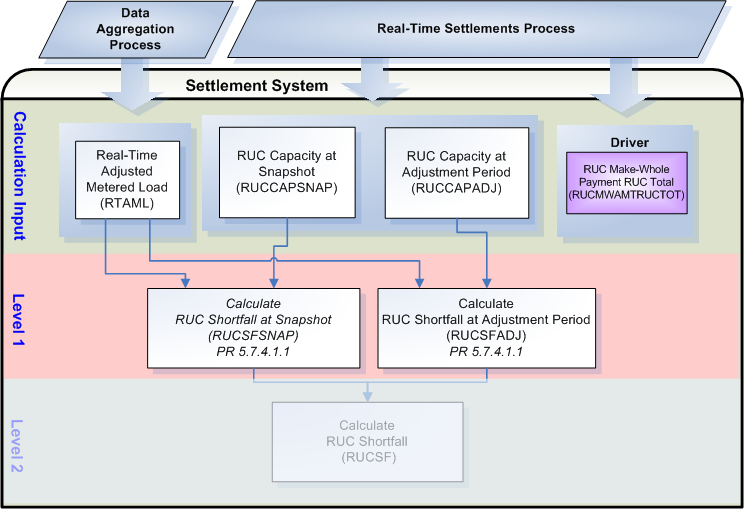 Data
Aggregation
Process
Real-Time Settlements Process
Settlement System
Calculation Input
Real-Time
Adjusted
Metered Load
(RTAML)
RUC Capacity at
Snapshot
(RUCCAPSNAP)
RUC Capacity at
Adjustment Period
(RUCCAPADJ)
Driver
RUC Make-Whole
Payment RUC Total
(RUCMWAMTRUCTOT)
Level 1
Calculate
RUC Shortfall at Snapshot
(RUCSFSNAP)
PR 5.7.4.1.1
Calculate
RUC Shortfall at Adjustment Period
(RUCSFADJ)
PR 5.7.4.1.1
Level 2
Calculate
RUC Shortfall
(RUCSF)